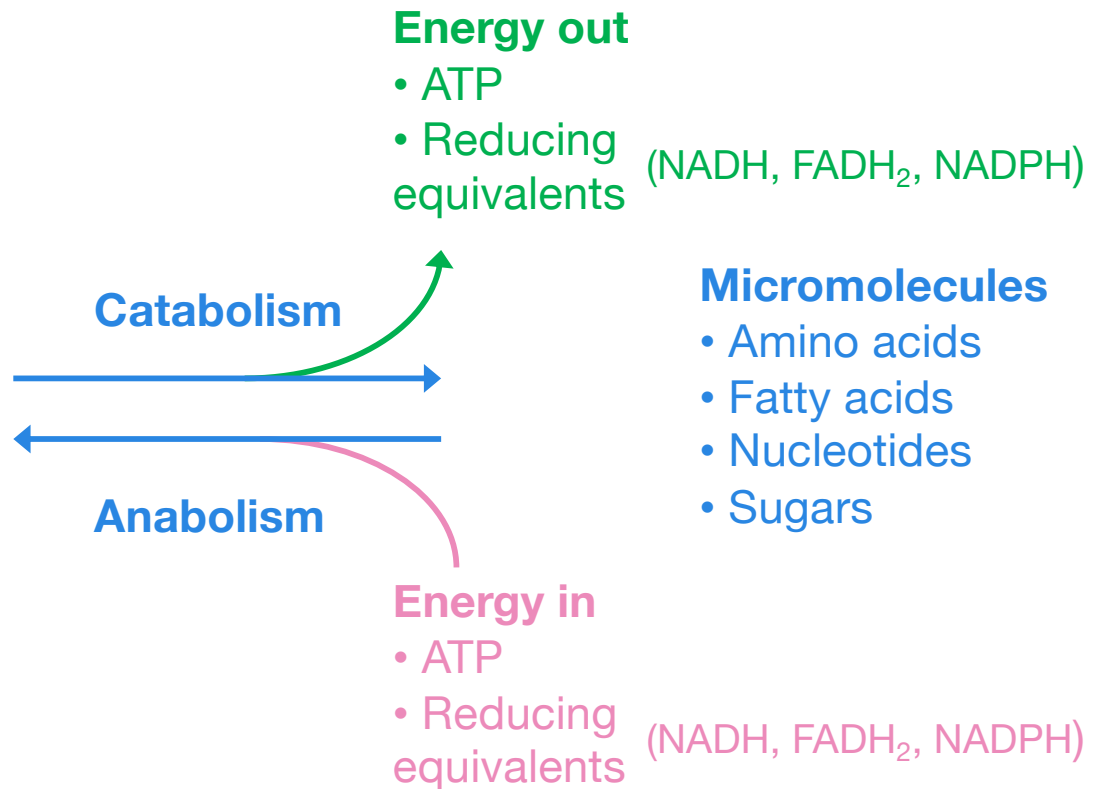 Energy out
• ATP
• Reducing
equivalents (NADH, FADH₂, NADPH)
Catabolism
Micromolecules
• Amino acids
• Fatty acids
• Nucleotides
• Sugars
Anabolism
Energy in
• ATP
• Reducing
equivalents (NADH, FADH₂, NADPH)